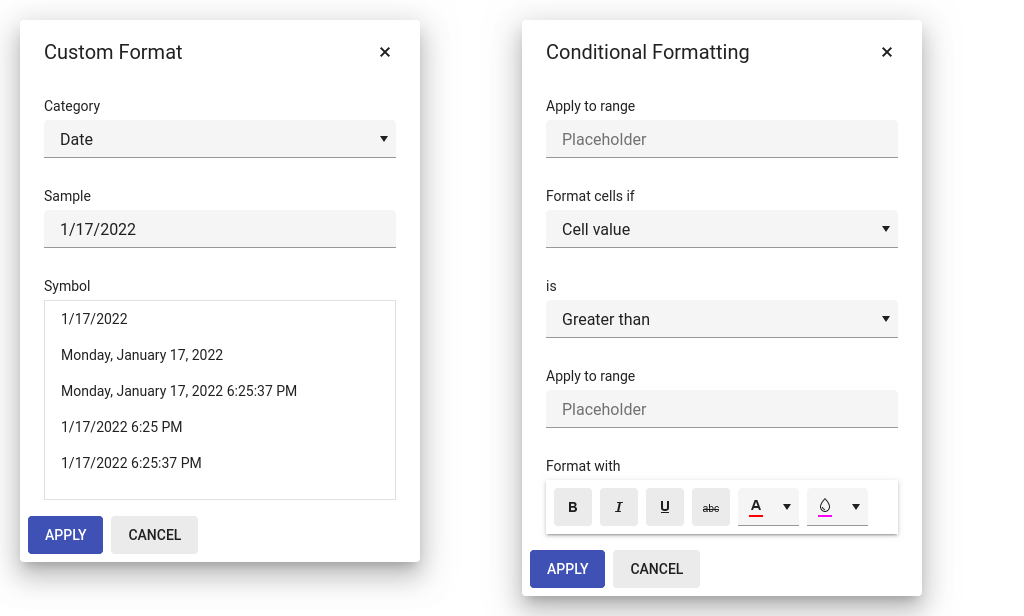 Custom Format
×
Category
Date
Sample
1/17/2022
Symbol
1/17/2022
Monday, January 17, 2022
Monday, January 17, 2022 6:25:37 PM
1/17/2022 6:25 PM
1/17/2022 6:25:37 PM
APPLY CANCEL
Conditional Formatting
×
Apply to range
Placeholder
Format cells if
Cell value
is
Greater than
Apply to range
Placeholder
Format with
B I U abc A
APPLY CANCEL